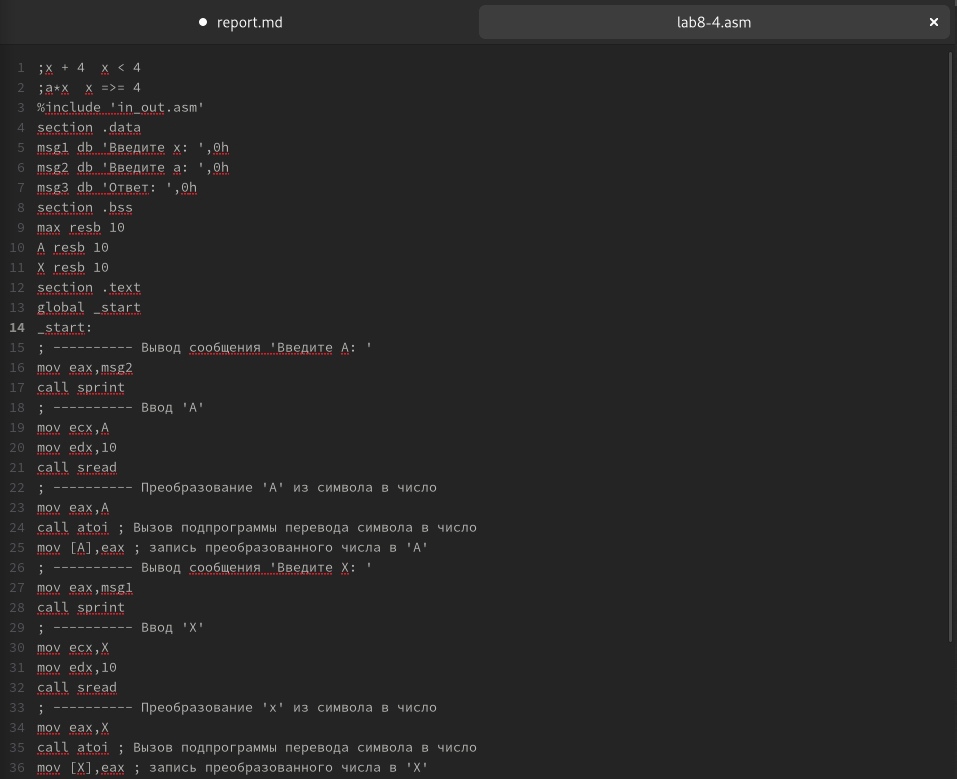 report.md
lab8-4.asm
1 ;x + 4  x < 4
2 ;a*x  x =>= 4
3 %include 'in_out.asm'
4 section .data
5 msg1 db 'Введите x: ',0h
6 msg2 db 'Введите a: ',0h
7 msg3 db 'Ответ: ',0h
8 section .bss
9 max resb 10
10 A resb 10
11 X resb 10
12 section .text
13 global _start
14 _start:
15 ; ---------- Вывод сообщения 'Введите A: '
16 mov eax,msg2
17 call sprint
18 ; ---------- Ввод 'A'
19 mov ecx,A
20 mov edx,10
21 call sread
22 ; ---------- Преобразование 'A' из символа в число
23 mov eax,A
24 call atoi ; Вызов подпрограммы перевода символа в число
25 mov [A],eax ; запись преобразованного числа в 'A'
26 ; ---------- Вывод сообщения 'Введите X: '
27 mov eax,msg1
28 call sprint
29 ; ---------- Ввод 'X'
30 mov ecx,X
31 mov edx,10
32 call sread
33 ; ---------- Преобразование 'x' из символа в число
34 mov eax,X
35 call atoi ; Вызов подпрограммы перевода символа в число
36 mov [X],eax ; запись преобразованного числа в 'X'